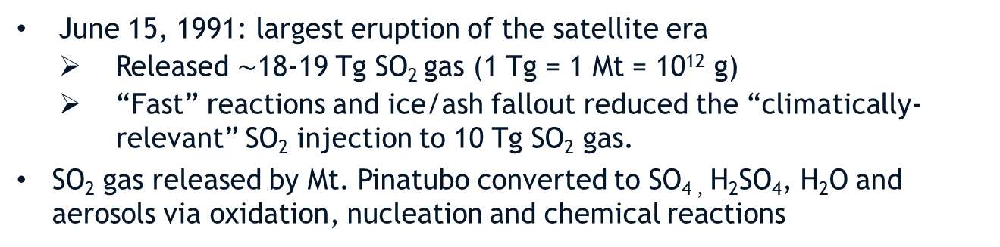 • June 15, 1991: largest eruption of the satellite era
➢ Released ~18-19 Tg SO₂ gas (1 Tg = 1 Mt = 10¹² g)
➢ “Fast” reactions and ice/ash fallout reduced the “climatically-
relevant” SO₂ injection to 10 Tg SO₂ gas.
• SO₂ gas released by Mt. Pinatubo converted to SO₄ , H₂SO₄, H₂O and
aerosols via oxidation, nucleation and chemical reactions